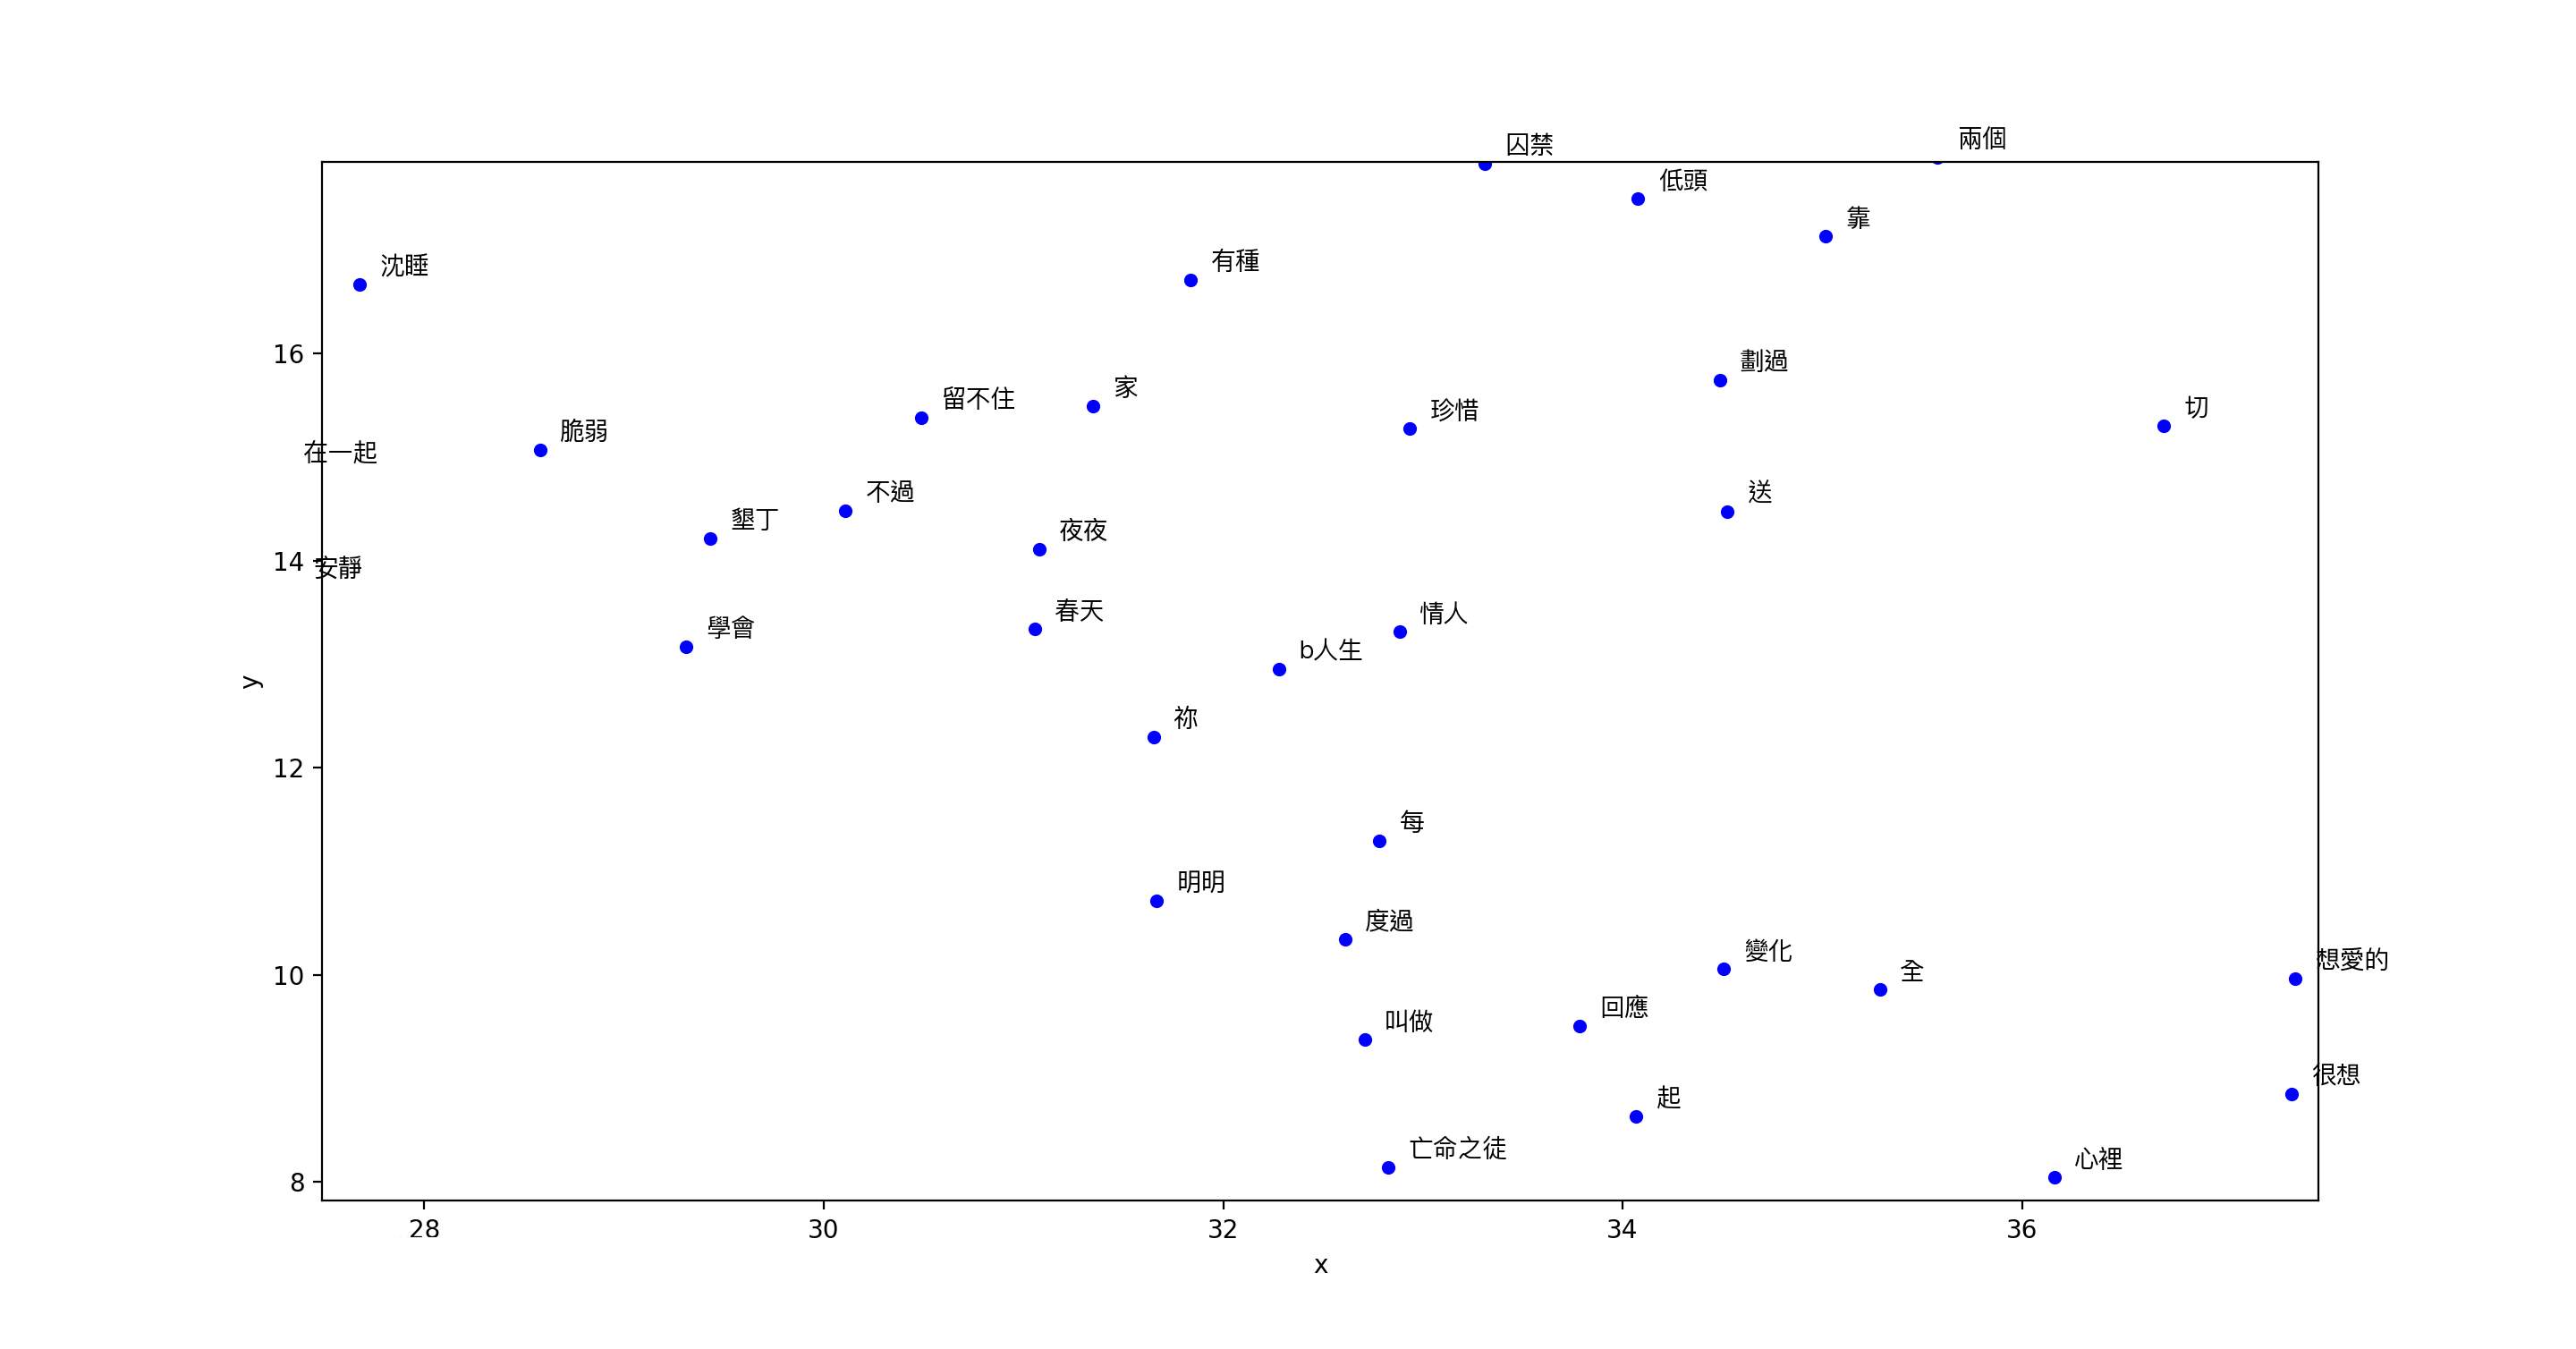 兩個
囚禁
低頭
靠
有種
沈睡
16
劃過
家
留不住
珍惜
切
脆弱
在一起
不過
送
墾丁
夜夜
14
安靜
春天
情人
學會
b人生
y
祢
12
每
明明
度過
變化
想愛的
全
10
回應
叫做
很想
起
亡命之徒
心裡
8
28 30 32 34 36
x